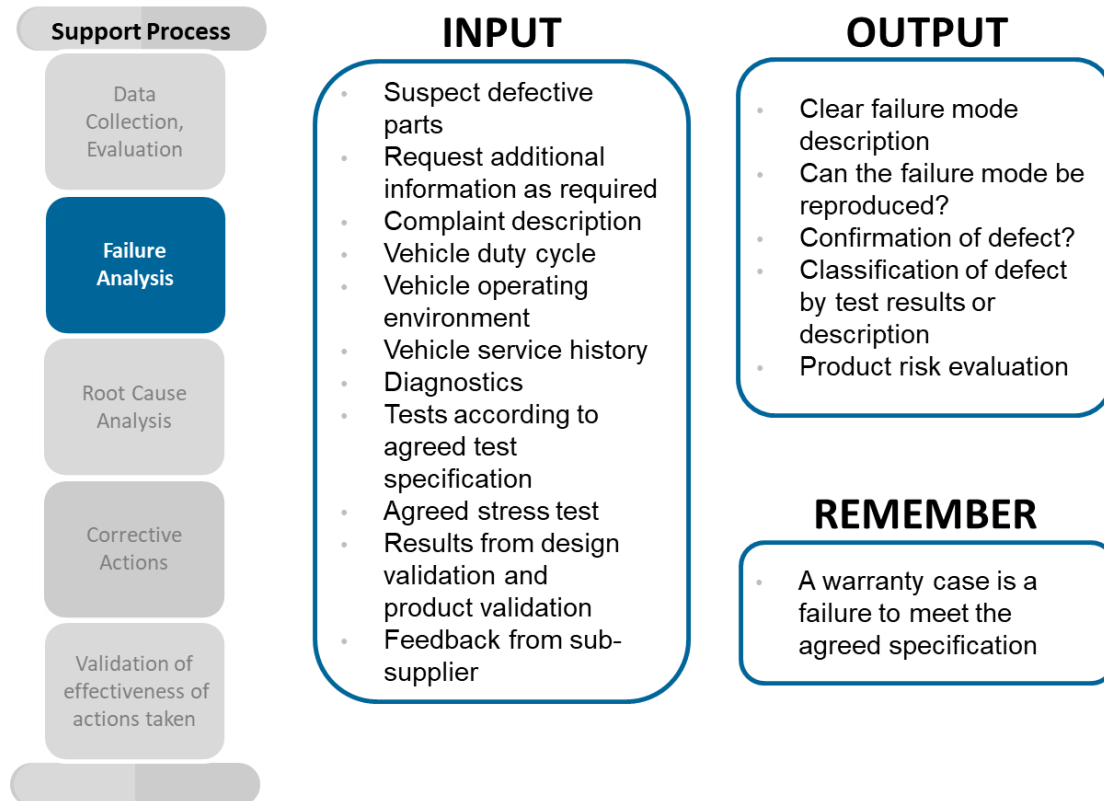 Support Process
Data
Collection,
Evaluation
Failure
Analysis
Root Cause
Analysis
Corrective
Actions
Validation of
effectiveness of
actions taken
INPUT
• Suspect defective
parts
• Request additional
information as required
• Complaint description
• Vehicle duty cycle
• Vehicle operating
environment
• Vehicle service history
• Diagnostics
• Tests according to
agreed test
specification
• Agreed stress test
• Results from design
validation and
product validation
• Feedback from sub-
supplier
OUTPUT
• Clear failure mode
description
• Can the failure mode be
reproduced?
• Confirmation of defect?
• Classification of defect
by test results or
description
• Product risk evaluation
REMEMBER
• A warranty case is a
failure to meet the
agreed specification